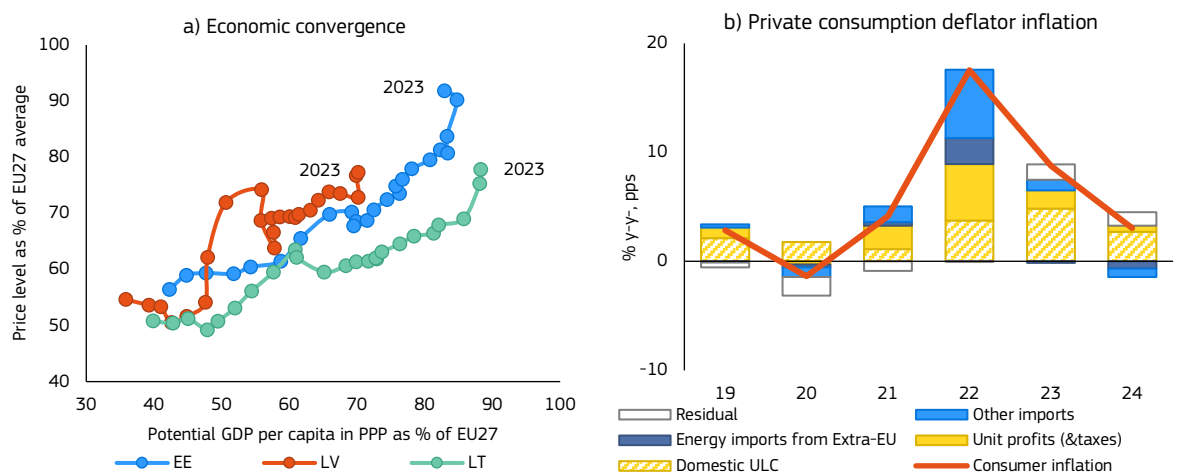 a) Economic convergence
100
90
80
70
60
50
40
30
40
50
60
70
80
90
100
Price level as % of EU27 average
2023
2023
2023
Potential GDP per capita in PPP as % of EU27
EE
LV
LT
b) Private consumption deflator inflation
20
10
0
-10
% y-y-, pps
19
20
21
22
23
24
Residual
Other imports
Energy imports from Extra-EU
Unit profits (&taxes)
Domestic ULC
Consumer inflation